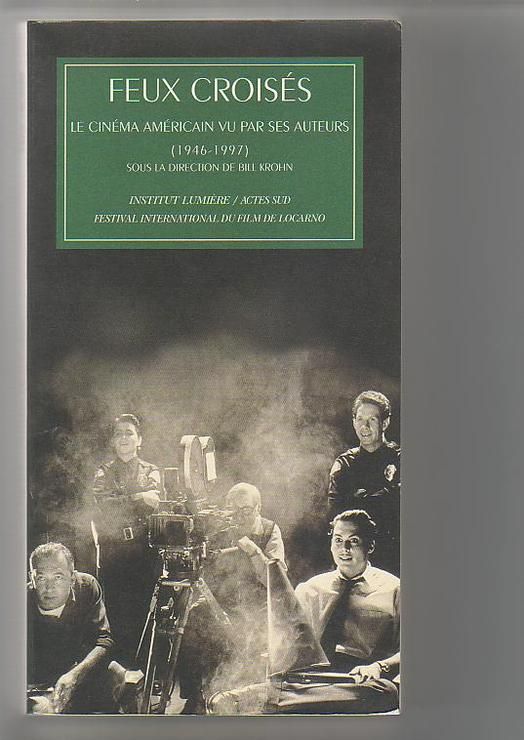 FEUX CROISÉS
LE CINÉMA AMÉRICAIN VU PAR SES AUTEURS
(1946-1997)
SOUS LA DIRECTION DE BILL KROHN
INSTITUT LUMIÈRE / ACTES SUD
FESTIVAL INTERNATIONAL DU FILM DE LOCARNO